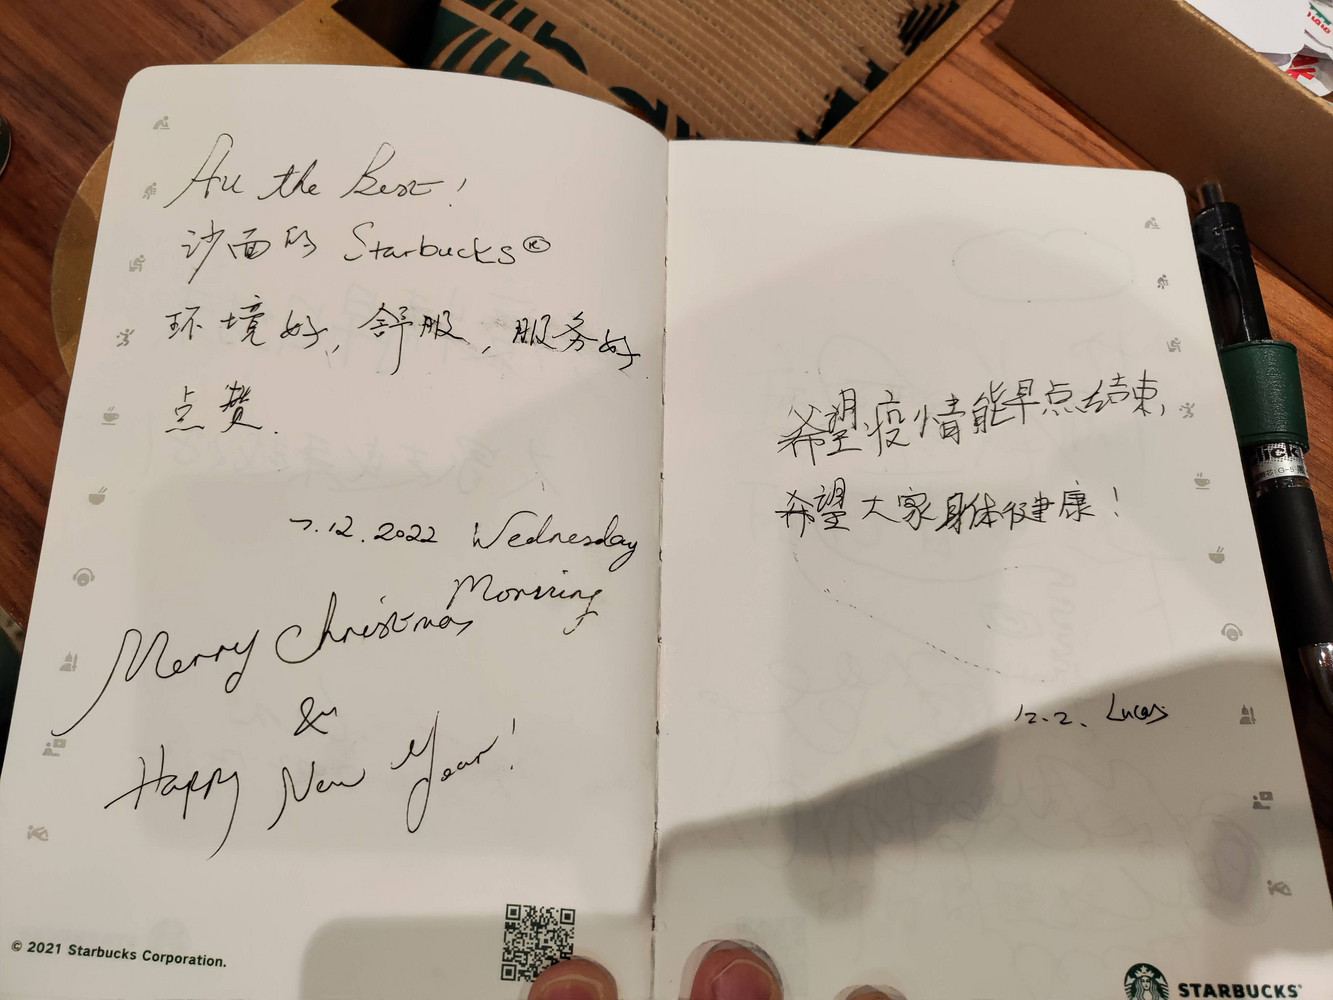 All the Best!
沙面的 Starbucks®
环境好, 舒服, 服务好
点赞.
7.12.2022 Wednesday
Morning
Merry Christmas
&
Happy New Year!
© 2021 Starbucks Corporation.
希望疫情能早点结束,
希望大家身体健康!
12.2. Lucas
STARBUCKS®